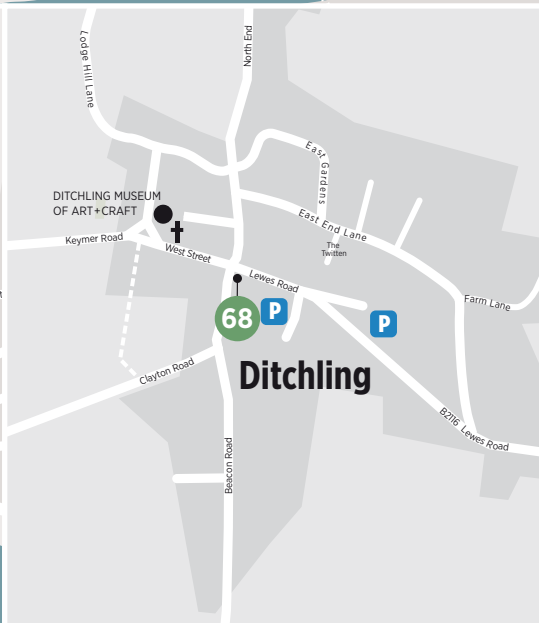 Lodge Hill Lane
North End
East Gardens
DITCHLING MUSEUM
OF ART+CRAFT
East End Lane
Keymer Road
West Street
The
Twitten
Lewes Road
Farm Lane
68
P
P
Ditchling
Clayton Road
B2116 Lewes Road
Beacon Road